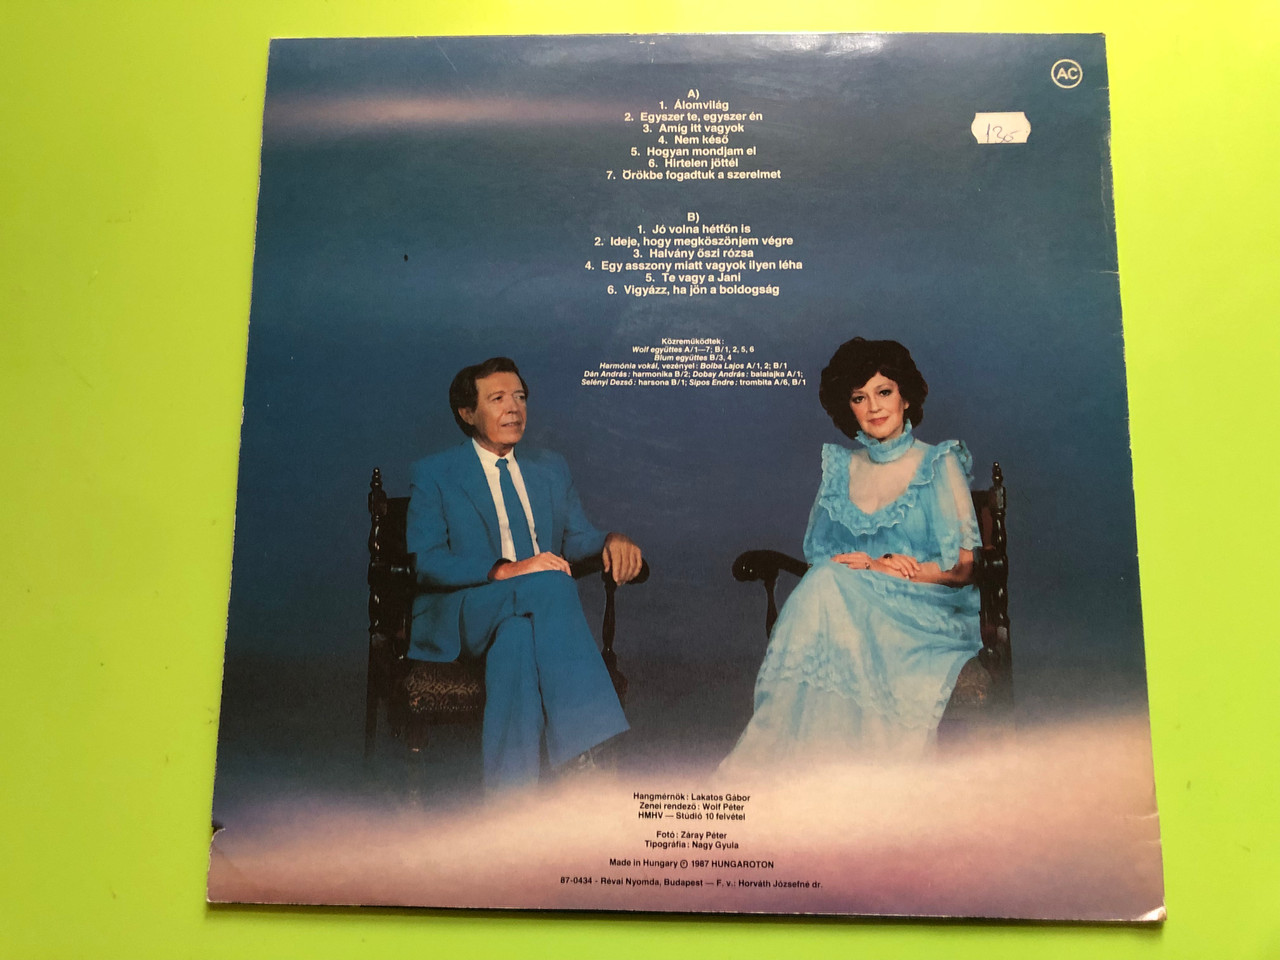 AC
A)
1. Álomvilág
2. Egyszer te, egyszer én
3. Amíg itt vagyok
4. Nem késő
5. Hogyan mondjam el
6. Hirtelen jöttél
7. Örökbe fogadtuk a szerelmet
B)
1. Jó volna hétfőn is
2. Ideje, hogy megköszönjem végre
3. Halvány őszi rózsa
4. Egy asszony miatt vagyok ilyen léha
5. Te vagy a Jani
6. Vigyázz, ha jön a boldogság
Közreműködtek:
Wolf együttes A/1—7; B/1, 2, 5, 6
Blum együttes B/3, 4
Harmónia vokál, vezényel: Bolba Lajos A/1, 2; B/1
Dán András: harmonika B/2; Dobay András: balalajka A/1;
Selényi Dezső: harsona B/1; Sipos Endre: trombita A/6, B/1
Hangmérnök: Lakatos Gábor
Zenei rendező: Wolf Péter
HMHV — Stúdió 10 felvétel
Fotó: Záray Péter
Tipográfia: Nagy Gyula
Made in Hungary Ⓟ 1987 HUNGAROTON
87-0434 - Révai Nyomda, Budapest — F. v.: Horváth Józsefné dr.